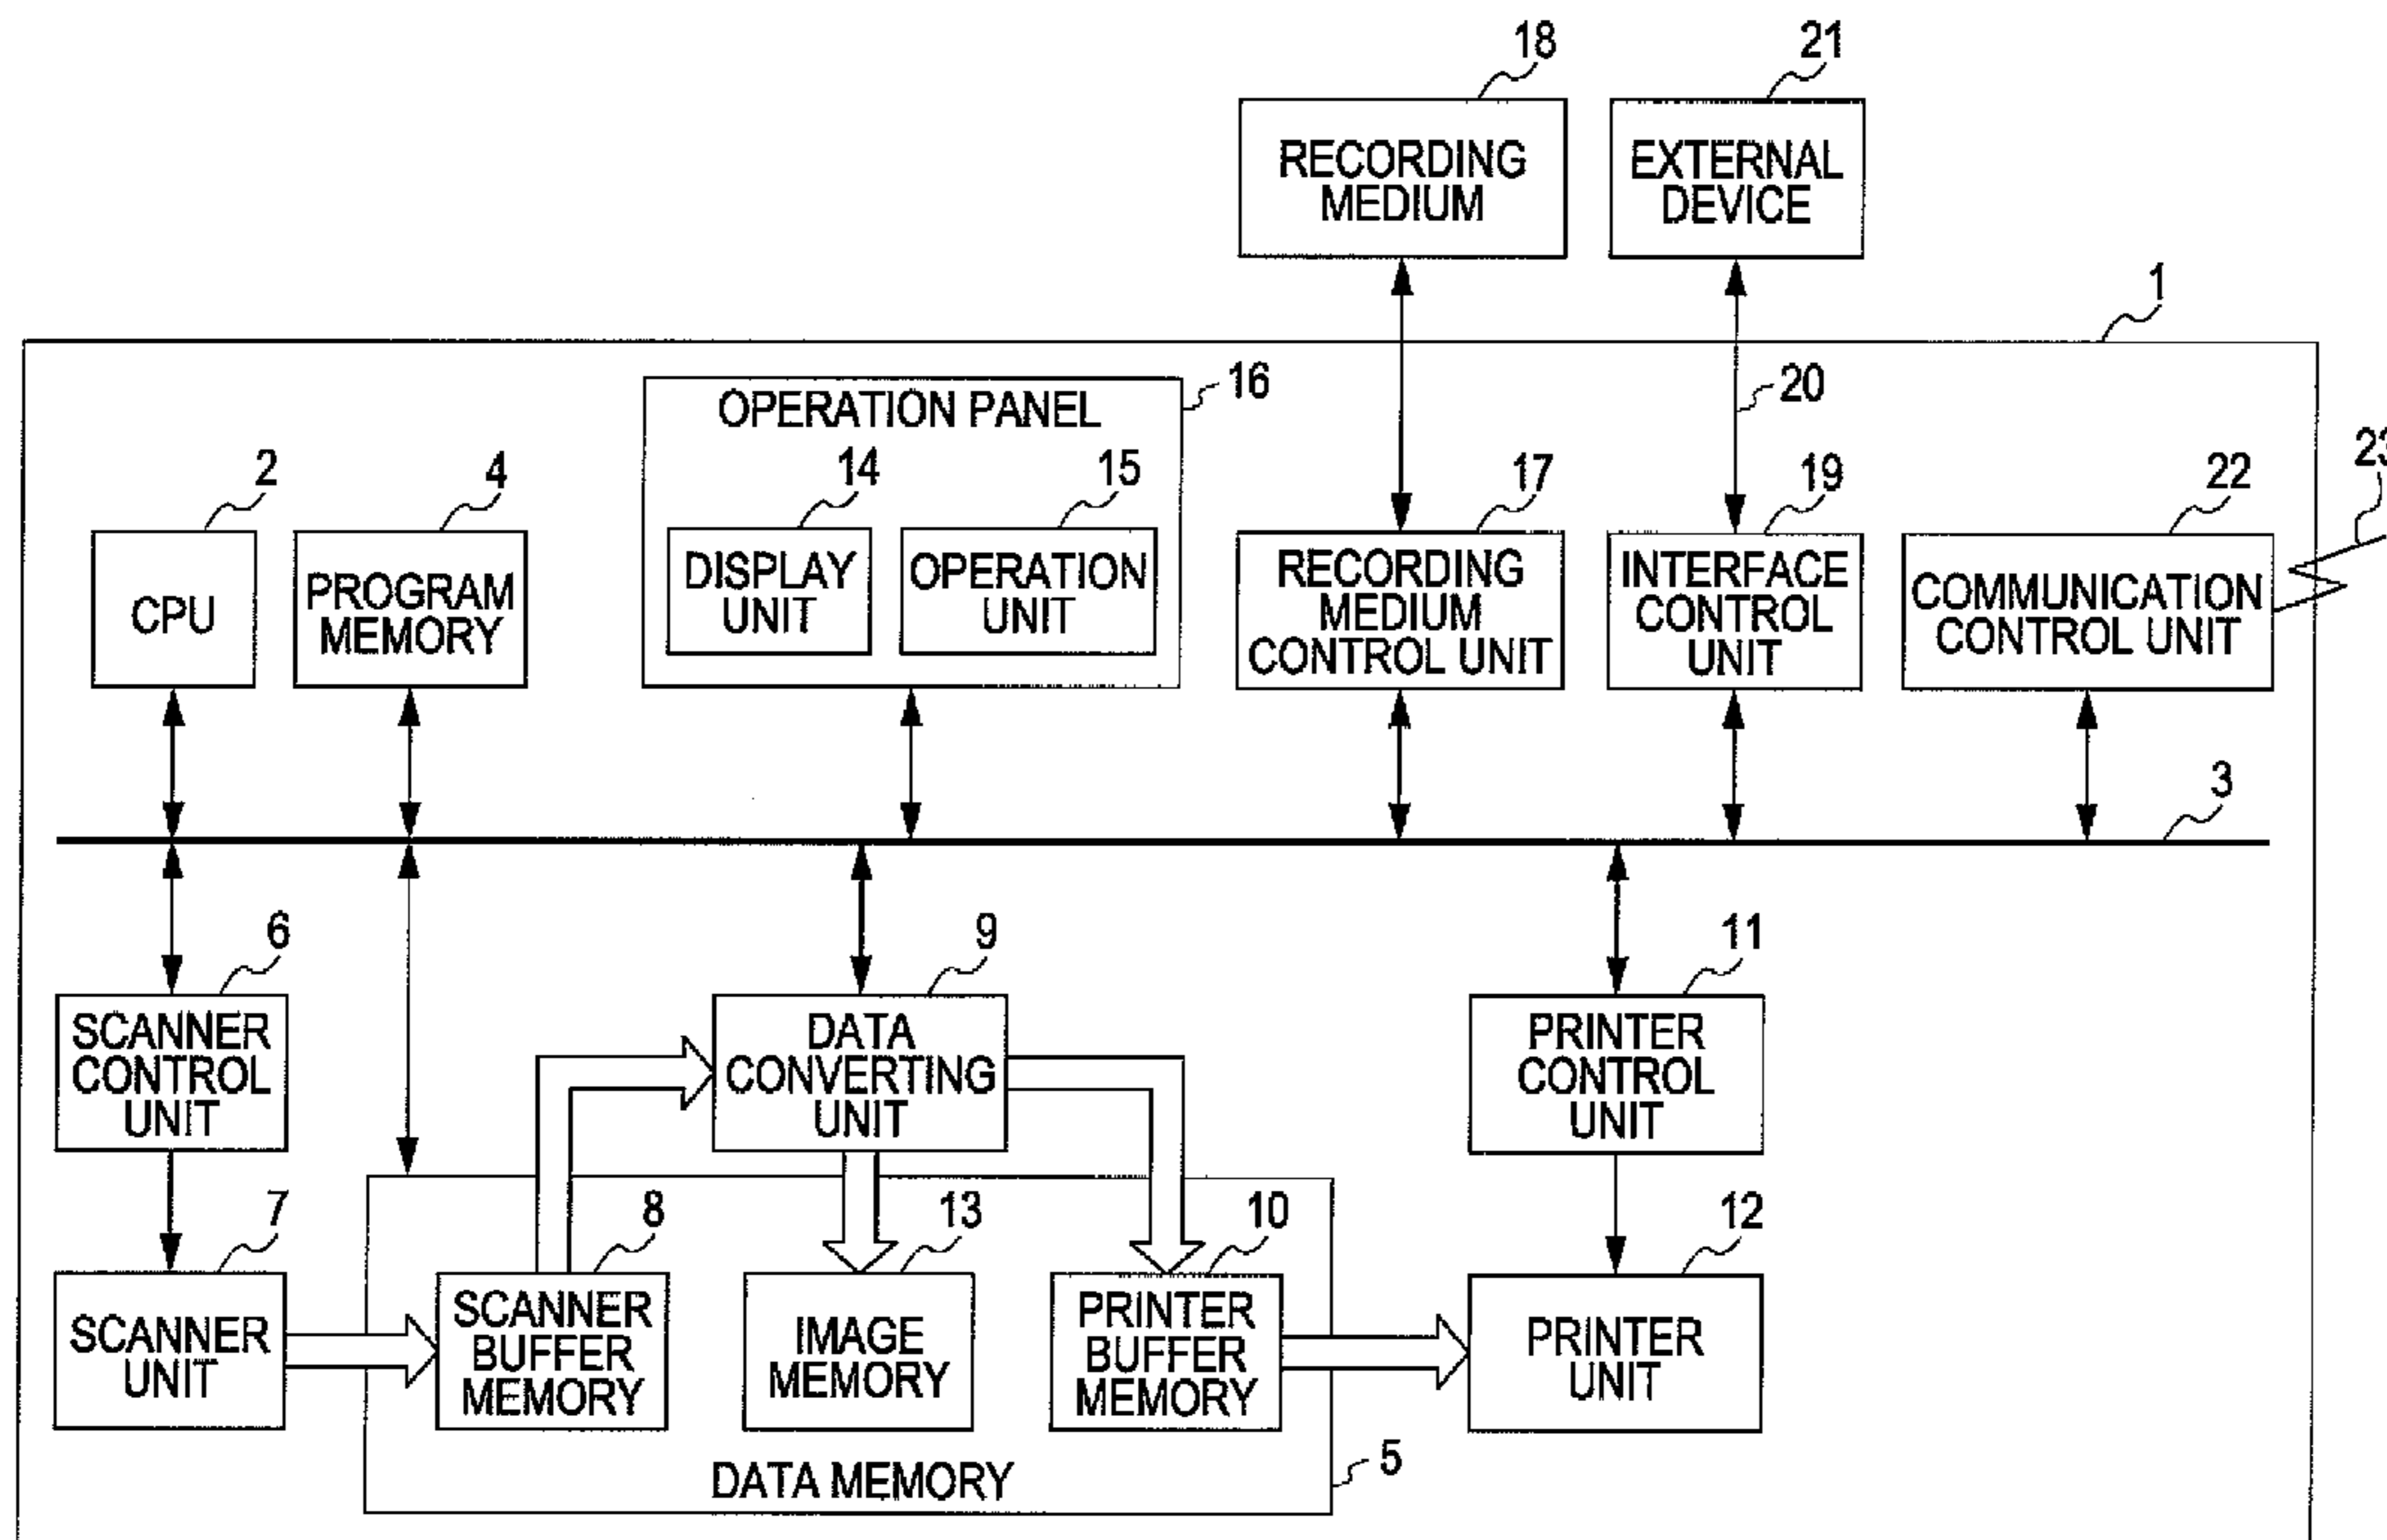 18
21
RECORDING
MEDIUM
EXTERNAL
DEVICE
1
16
20
OPERATION PANEL
23
2
4
14
15
17
19
22
CPU
PROGRAM
MEMORY
DISPLAY
UNIT
OPERATION
UNIT
RECORDING
MEDIUM
CONTROL UNIT
INTERFACE
CONTROL
UNIT
COMMUNICATION
CONTROL UNIT
3
6
9
11
SCANNER
CONTROL
UNIT
DATA
CONVERTING
UNIT
PRINTER
CONTROL
UNIT
7
8
13
10
12
SCANNER
UNIT
SCANNER
BUFFER
MEMORY
IMAGE
MEMORY
PRINTER
BUFFER
MEMORY
PRINTER
UNIT
DATA MEMORY
5